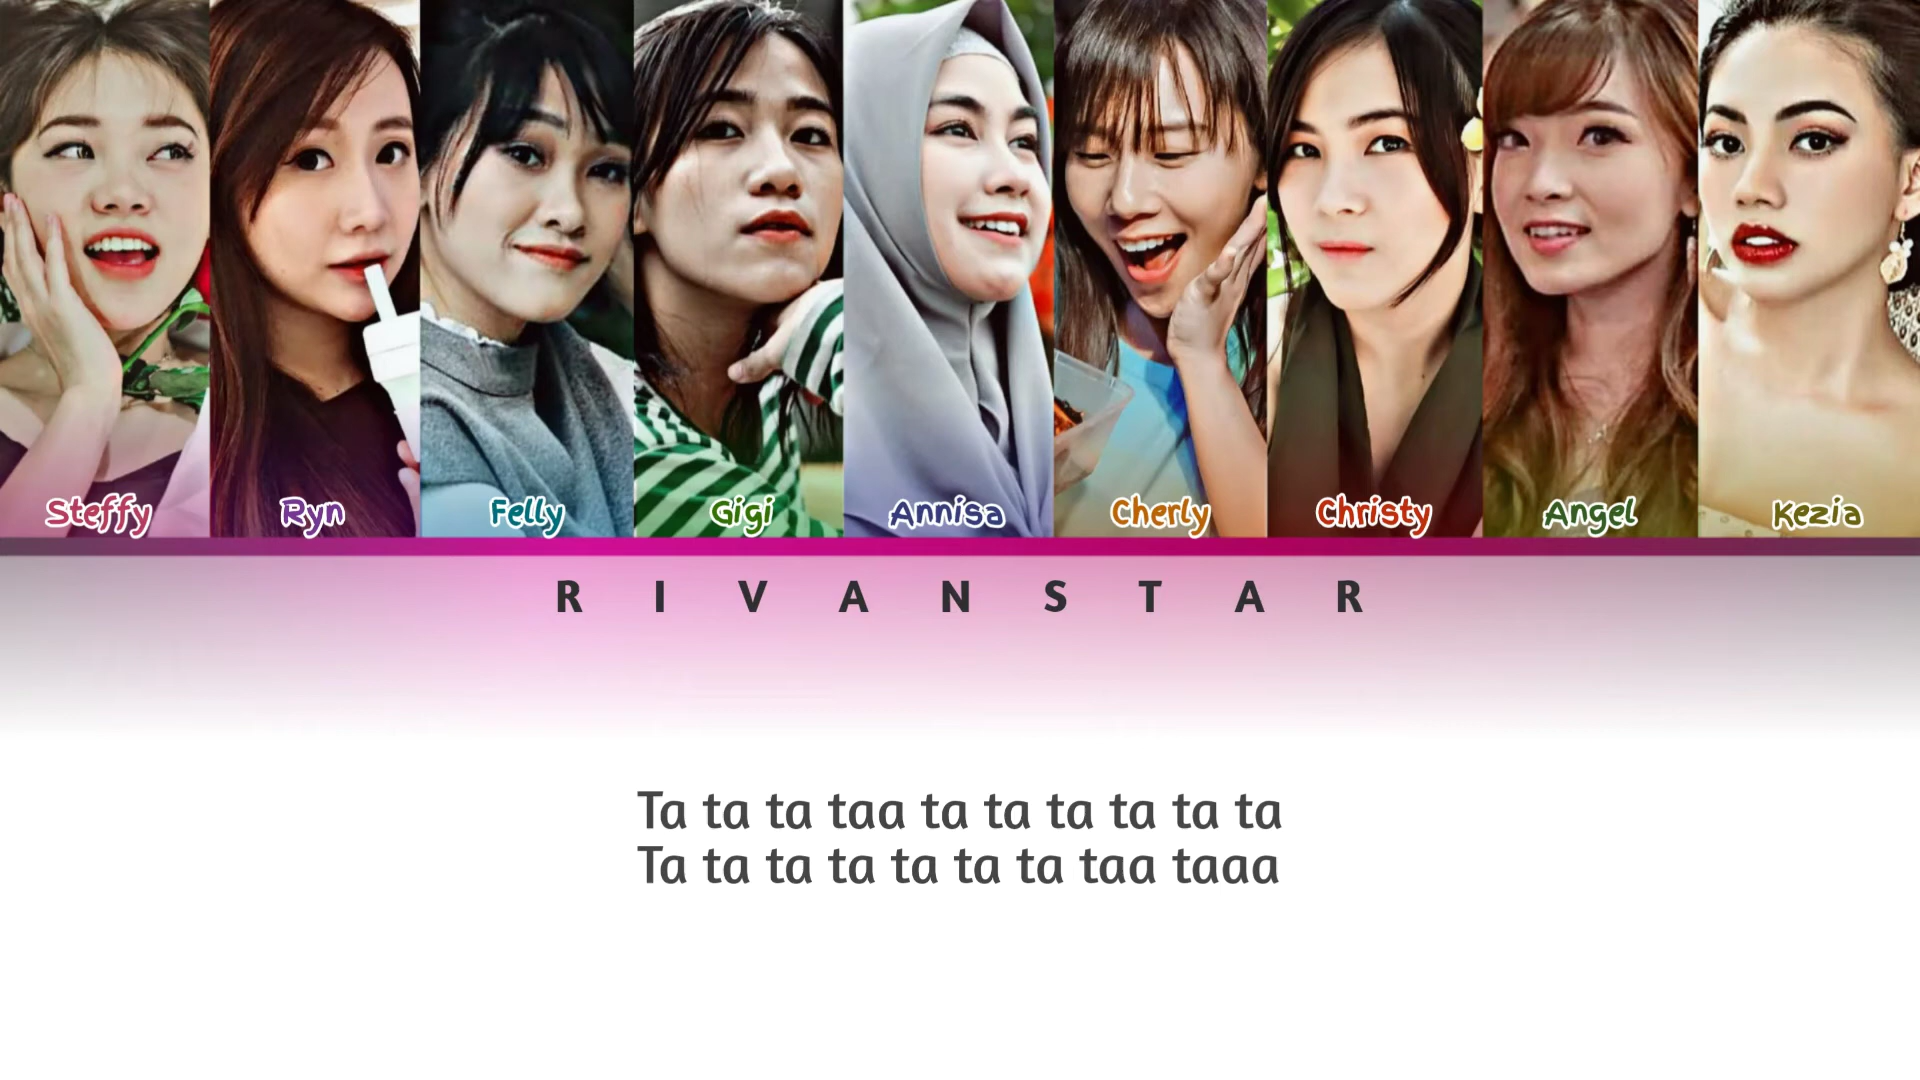 Steffy Ryn Felly Gigi Annisa Cherly Christy Angel Kezia
R I V A N S T A R
Ta ta ta taa ta ta ta ta ta ta
Ta ta ta ta ta ta ta taa taaa